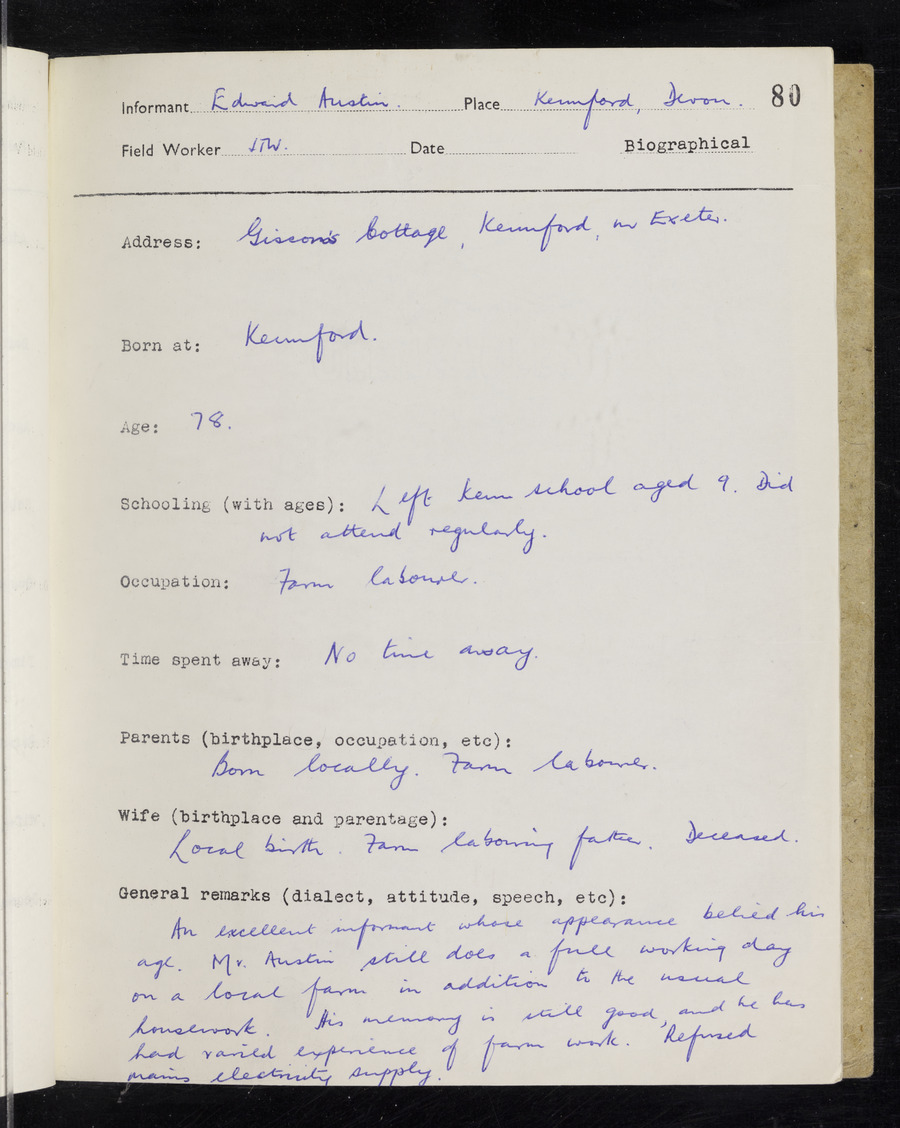 Informant Edward Austin. Place Kennford, Devon. 80
Field Worker JTW. Date Biographical
Address: Cottage, Kennford, nr Exeter.
Born at: Kennford.
Age: 78.
Schooling (with ages): Left Kenn school aged 9. Did
not attend regularly.
Occupation: Farm labourer.
Time spent away: No time away.
Parents (birthplace, occupation, etc):
Born locally. Farm labourer.
Wife (birthplace and parentage):
Local birth. Farm labouring father. Deceased.
General remarks (dialect, attitude, speech, etc):
An excellent informant whose appearance belied his
age. Mr. Austin still does a full working day
on a local farm in addition to the usual
housework. His memory is still good, and he has
had varied experience of farm work. Refused
mains electricity supply.